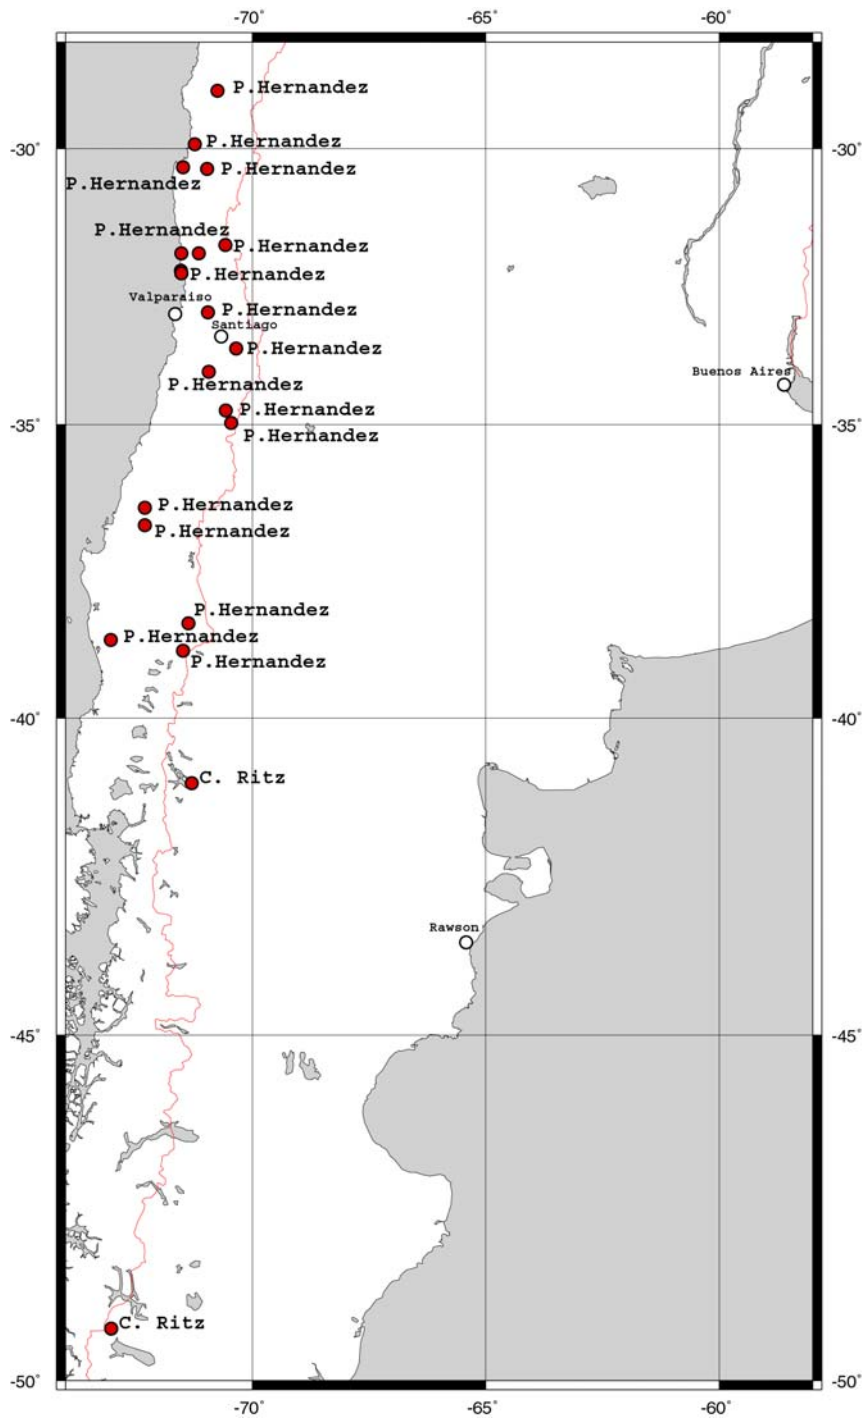 -70° -65° -60°
P.Hernandez
P.Hernandez
-30° -30°
P.Hernandez
P.Hernandez
P.Hernandez
P.Hernandez
P.Hernandez
Valparaiso
P.Hernandez
Santiago
P.Hernandez
Buenos Aires
P.Hernandez
P.Hernandez
-35° -35°
P.Hernandez
P.Hernandez
P.Hernandez
P.Hernandez
P.Hernandez
P.Hernandez
-40° -40°
C. Ritz
Rawson
-45° -45°
C. Ritz
-50° -50°
-70° -65° -60°